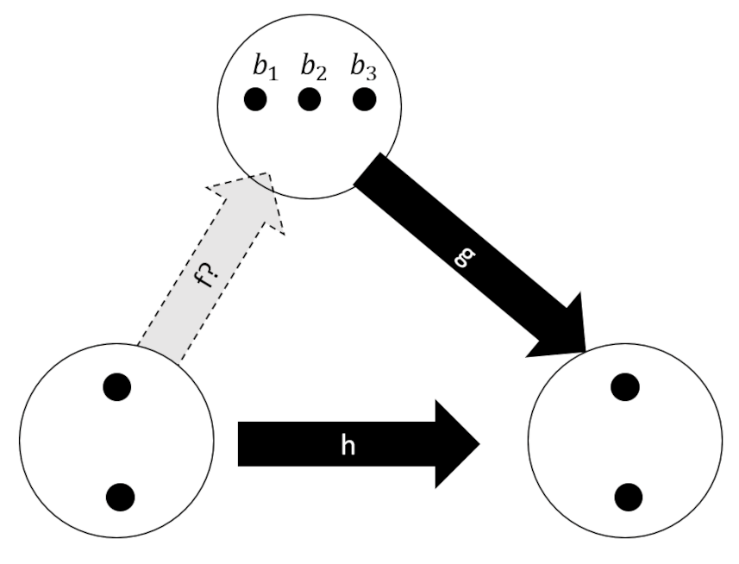 b₁ b₂ b₃
g
f?
h